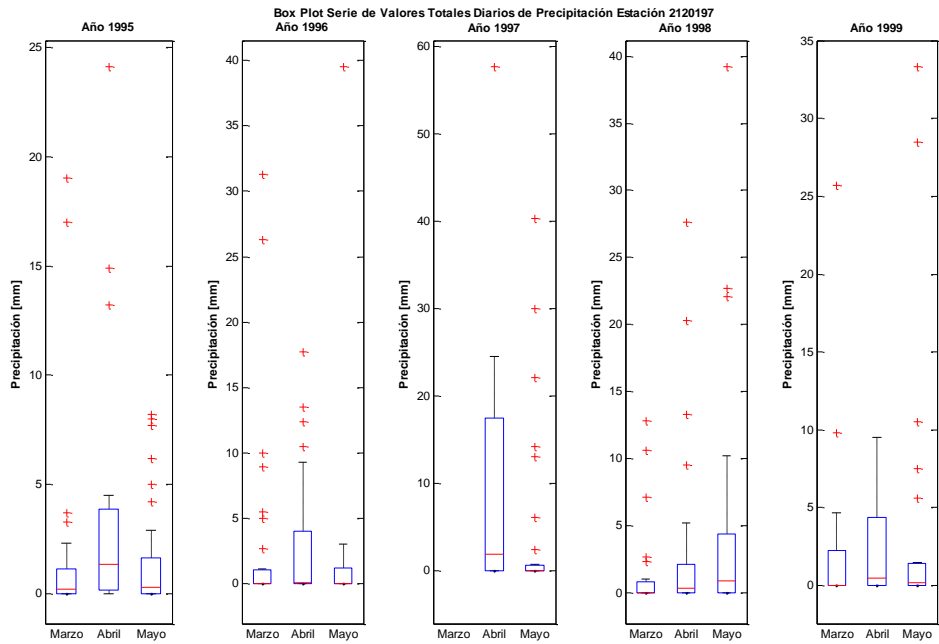 Box Plot Serie de Valores Totales Diarios de Precipitación Estación 2120197
Año 1995
Precipitación [mm]
25
20
15
10
5
0
Marzo Abril Mayo
Año 1996
Precipitación [mm]
40
35
30
25
20
15
10
5
0
Marzo Abril Mayo
Año 1997
Precipitación [mm]
60
50
40
30
20
10
0
Marzo Abril Mayo
Año 1998
Precipitación [mm]
40
35
30
25
20
15
10
5
0
Marzo Abril Mayo
Año 1999
Precipitación [mm]
35
30
25
20
15
10
5
0
Marzo Abril Mayo